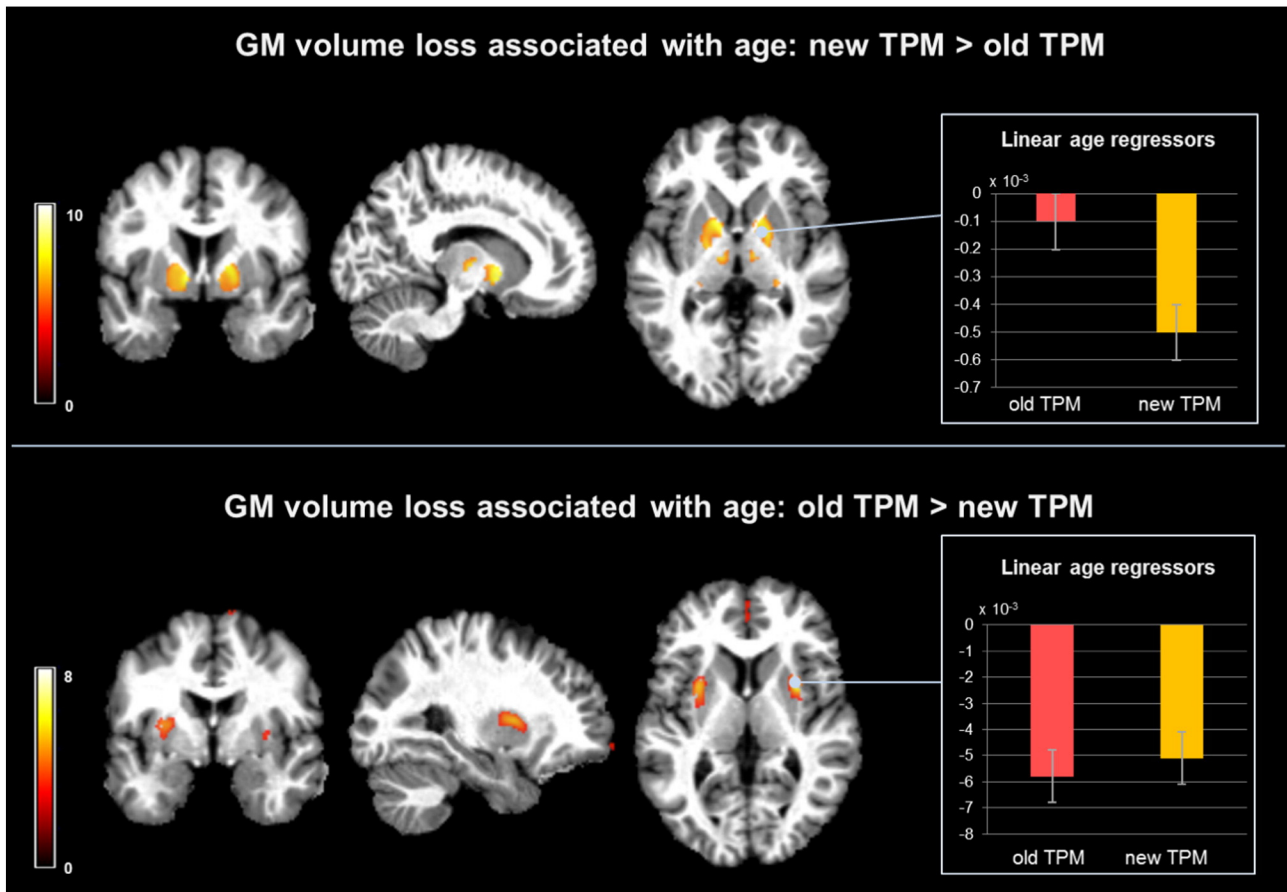 GM volume loss associated with age: new TPM > old TPM
10
0
Linear age regressors
x 10⁻³
0
-0.1
-0.2
-0.3
-0.4
-0.5
-0.6
-0.7
old TPM new TPM
GM volume loss associated with age: old TPM > new TPM
8
0
Linear age regressors
x 10⁻³
0
-1
-2
-3
-4
-5
-6
-7
-8
old TPM new TPM